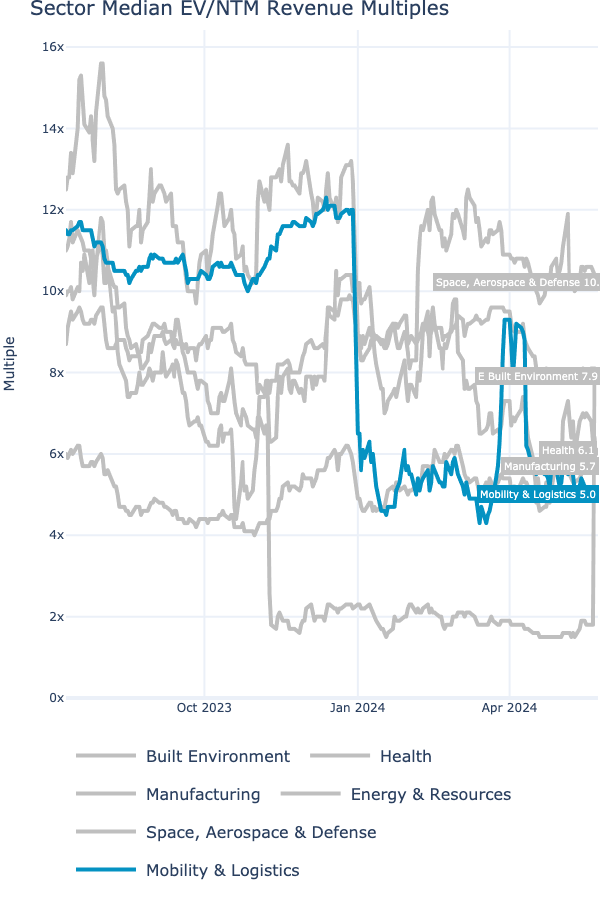 Sector Median EV/NTM Revenue Multiples
16x
14x
12x
10x
8x
6x
4x
2x
0x
Multiple
Space, Aerospace & Defense 10.
E Built Environment 7.9
Health 6.1
Manufacturing 5.7
Mobility & Logistics 5.0
Oct 2023
Jan 2024
Apr 2024
Built Environment
Health
Manufacturing
Energy & Resources
Space, Aerospace & Defense
Mobility & Logistics